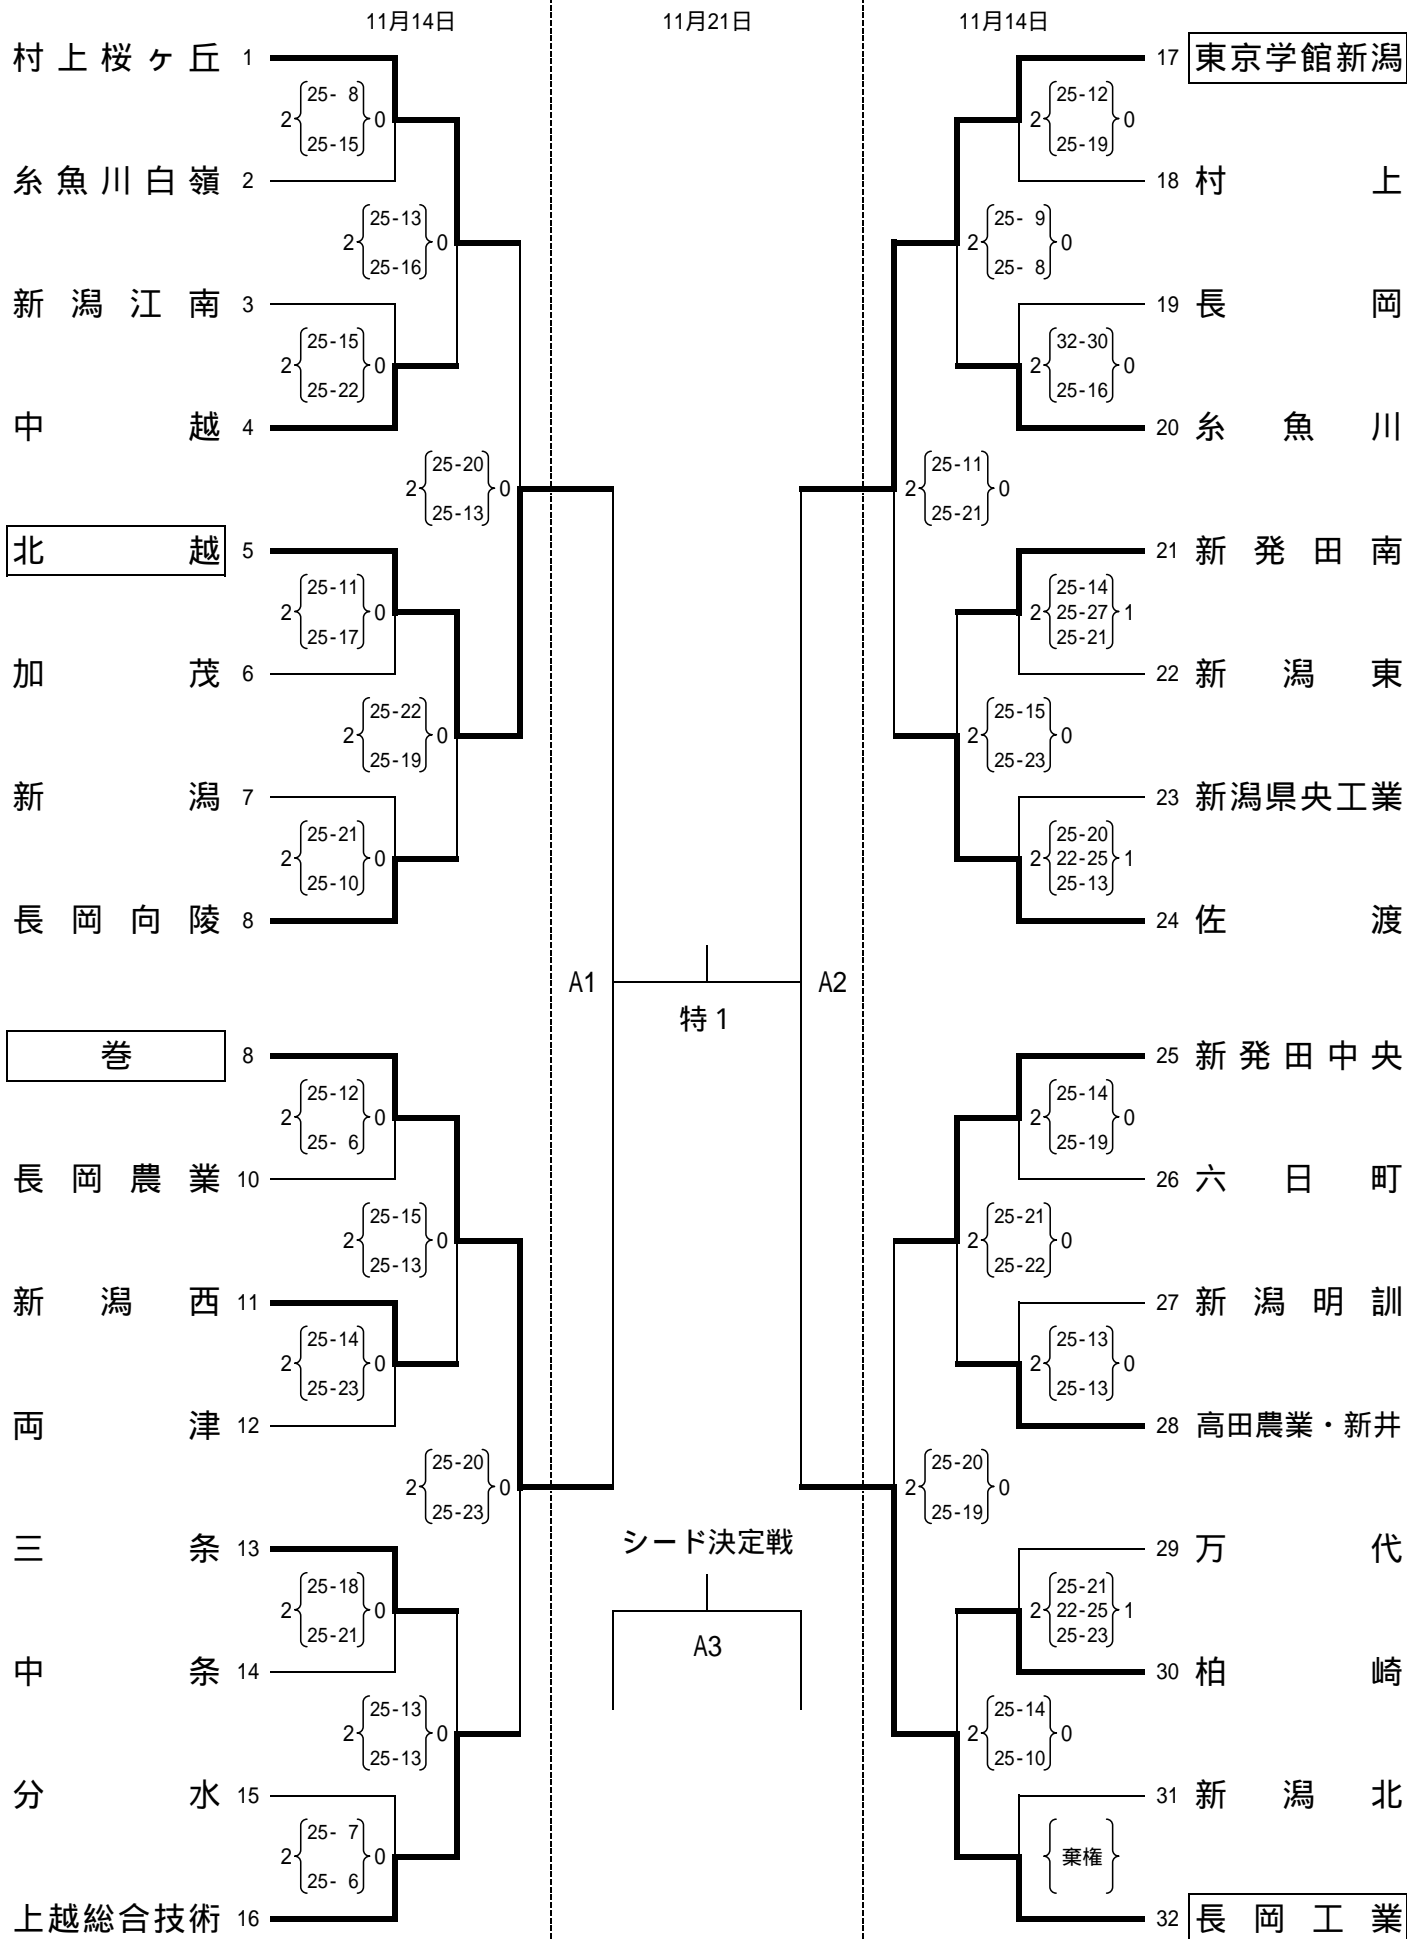 11月14日
11月21日
11月14日
村上桜ヶ丘 1
2 25- 8 0
25-15
糸魚川白嶺 2
2 25-13 0
25-16
新潟江南 3
2 25-15 0
25-22
中越 4
2 25-20 0
25-13
北越 5
2 25-11 0
25-17
加茂 6
2 25-22 0
25-19
新潟 7
2 25-21 0
25-10
長岡向陵 8
巻 8
2 25-12 0
25- 6
長岡農業 10
2 25-15 0
25-13
新潟西 11
2 25-14 0
25-23
両津 12
2 25-20 0
25-23
三条 13
2 25-18 0
25-21
中条 14
2 25-13 0
25-13
分水 15
2 25- 7 0
25- 6
上越総合技術 16
A1
特1
A2
シード決定戦
A3
17 東京学館新潟
2 25-12 0
25-19
18 村上
2 25- 9 0
25- 8
19 長岡
2 32-30 0
25-16
20 糸魚川
2 25-11 0
25-21
21 新発田南
25-14
2 25-27 1
25-21
22 新潟東
2 25-15 0
25-23
23 新潟県央工業
25-20
2 22-25 1
25-13
24 佐渡
25 新発田中央
2 25-14 0
25-19
26 六日町
2 25-21 0
25-22
27 新潟明訓
2 25-13 0
25-13
28 高田農業・新井
2 25-20 0
25-19
29 万代
25-21
2 22-25 1
25-23
30 柏崎
2 25-14 0
25-10
31 新潟北
棄権
32 長岡工業